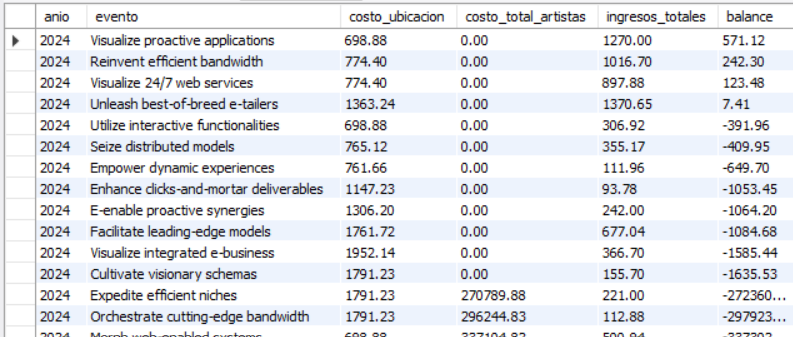 anio evento costo_ubicacion costo_total_artistas ingresos_totales balance
2024 Visualize proactive applications 698.88 0.00 1270.00 571.12
2024 Reinvent efficient bandwidth 774.40 0.00 1016.70 242.30
2024 Visualize 24/7 web services 774.40 0.00 897.88 123.48
2024 Unleash best-of-breed e-tailers 1363.24 0.00 1370.65 7.41
2024 Utilize interactive functionalities 698.88 0.00 306.92 -391.96
2024 Seize distributed models 765.12 0.00 355.17 -409.95
2024 Empower dynamic experiences 761.66 0.00 111.96 -649.70
2024 Enhance clicks-and-mortar deliverables 1147.23 0.00 93.78 -1053.45
2024 E-enable proactive synergies 1306.20 0.00 242.00 -1064.20
2024 Facilitate leading-edge models 1761.72 0.00 677.04 -1084.68
2024 Visualize integrated e-business 1952.14 0.00 366.70 -1585.44
2024 Cultivate visionary schemas 1791.23 0.00 155.70 -1635.53
2024 Expedite efficient niches 1791.23 270789.88 221.00 -272360...
2024 Orchestrate cutting-edge bandwidth 1791.23 296244.83 112.88 -297923...
2024 Morph web-enabled systems 698.88